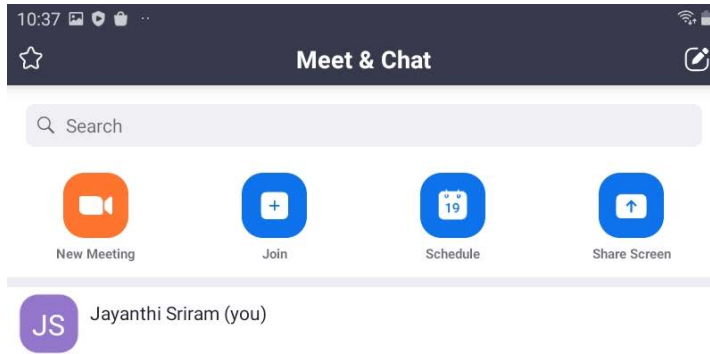 10:37
Meet & Chat
Search
19
New Meeting Join Schedule Share Screen
JS Jayanthi Sriram (you)